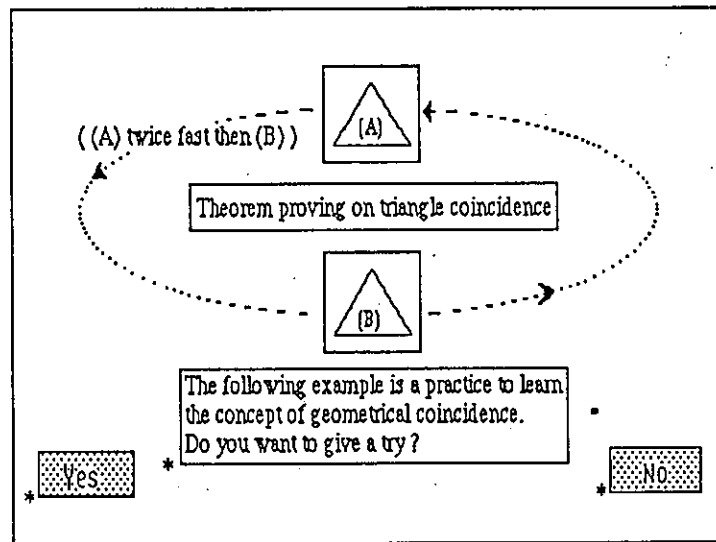 (A)
( (A) twice fast then (B) )
Theorem proving on triangle coincidence
(B)
The following example is a practice to learn
the concept of geometrical coincidence.
Do you want to give a try ?
* Yes
*
* No